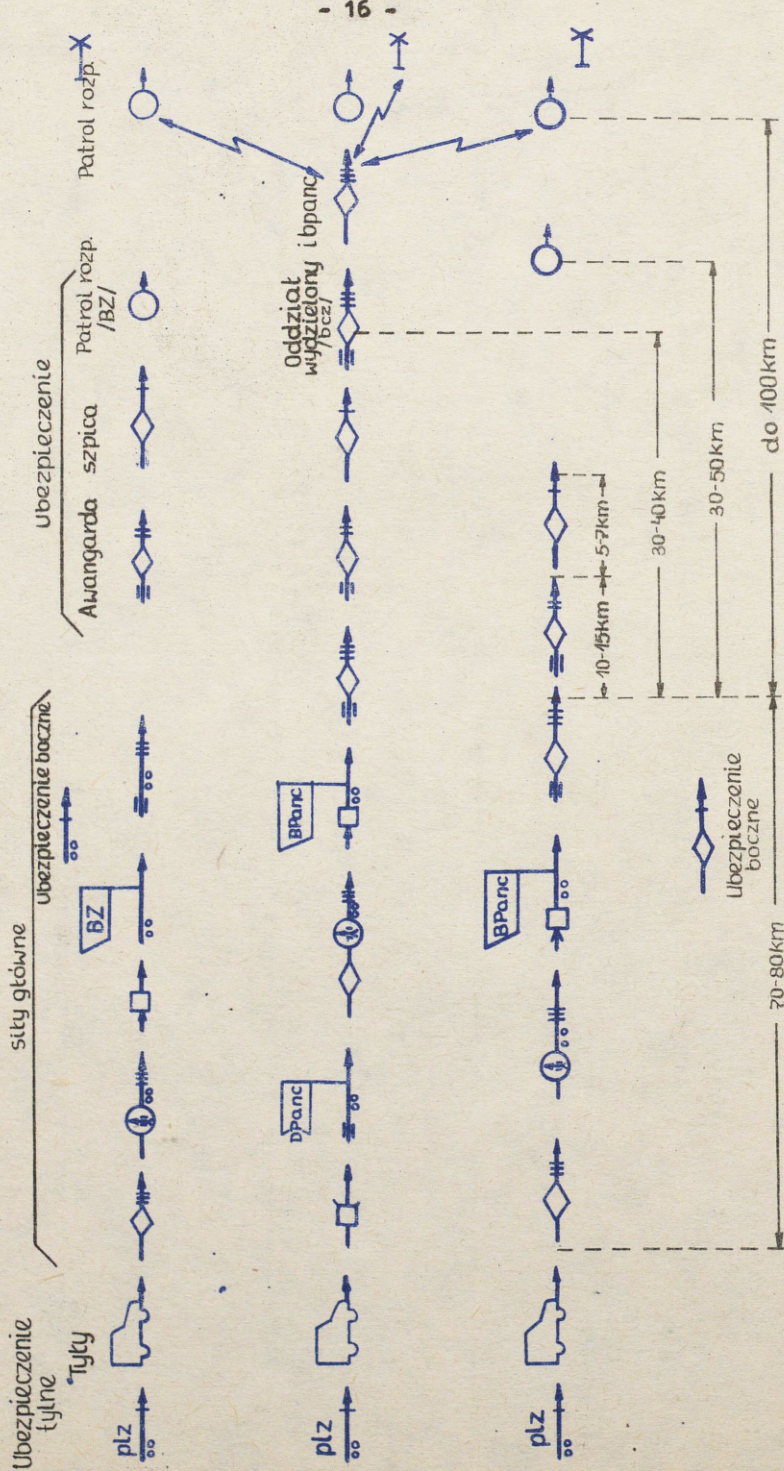 - 16 -
Ubezpieczenie
tylne
Tyły
Siły główne
Ubezpieczenie boczne
Ubezpieczenie
Awangarda
szpica
Patrol rozp.
/BZ/
Patrol rozp.
plz
BZ
plz
DPanc
BPanc
Oddział
wydzielony
/bcz/
i bpanc
plz
BPanc
Ubezpieczenie
boczne
10-15km
5-7km
30-40km
30-50km
70-80km
do 100km